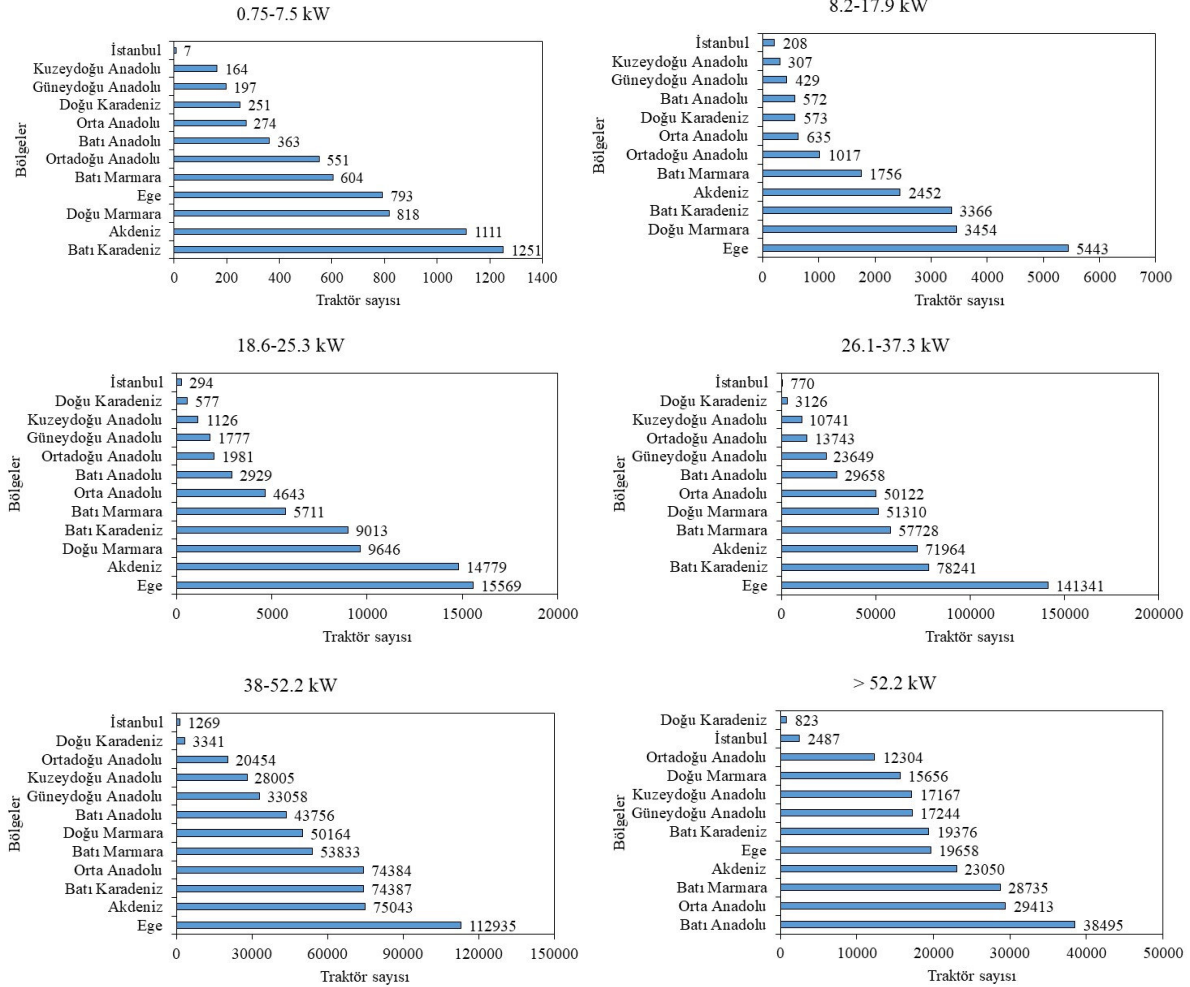 0.75-7.5 kW
Bölgeler
İstanbul 7
Kuzeydoğu Anadolu 164
Güneydoğu Anadolu 197
Doğu Karadeniz 251
Orta Anadolu 274
Batı Anadolu 363
Ortadoğu Anadolu 551
Batı Marmara 604
Ege 793
Doğu Marmara 818
Akdeniz 1111
Batı Karadeniz 1251
0 200 400 600 800 1000 1200 1400
Traktör sayısı
8.2-17.9 kW
Bölgeler
İstanbul 208
Kuzeydoğu Anadolu 307
Güneydoğu Anadolu 429
Batı Anadolu 572
Doğu Karadeniz 573
Orta Anadolu 635
Ortadoğu Anadolu 1017
Batı Marmara 1756
Akdeniz 2452
Batı Karadeniz 3366
Doğu Marmara 3454
Ege 5443
0 1000 2000 3000 4000 5000 6000 7000
Traktör sayısı
18.6-25.3 kW
Bölgeler
İstanbul 294
Doğu Karadeniz 577
Kuzeydoğu Anadolu 1126
Güneydoğu Anadolu 1777
Ortadoğu Anadolu 1981
Batı Anadolu 2929
Orta Anadolu 4643
Batı Marmara 5711
Batı Karadeniz 9013
Doğu Marmara 9646
Akdeniz 14779
Ege 15569
0 5000 10000 15000 20000
Traktör sayısı
26.1-37.3 kW
Bölgeler
İstanbul 770
Doğu Karadeniz 3126
Kuzeydoğu Anadolu 10741
Ortadoğu Anadolu 13743
Güneydoğu Anadolu 23649
Batı Anadolu 29658
Orta Anadolu 50122
Doğu Marmara 51310
Batı Marmara 57728
Akdeniz 71964
Batı Karadeniz 78241
Ege 141341
0 50000 100000 150000 200000
Traktör sayısı
38-52.2 kW
Bölgeler
İstanbul 1269
Doğu Karadeniz 3341
Ortadoğu Anadolu 20454
Kuzeydoğu Anadolu 28005
Güneydoğu Anadolu 33058
Batı Anadolu 43756
Doğu Marmara 50164
Batı Marmara 53833
Orta Anadolu 74384
Batı Karadeniz 74387
Akdeniz 75043
Ege 112935
0 30000 60000 90000 120000 150000
Traktör sayısı
> 52.2 kW
Bölgeler
Doğu Karadeniz 823
İstanbul 2487
Ortadoğu Anadolu 12304
Doğu Marmara 15656
Kuzeydoğu Anadolu 17167
Güneydoğu Anadolu 17244
Batı Karadeniz 19376
Ege 19658
Akdeniz 23050
Batı Marmara 28735
Orta Anadolu 29413
Batı Anadolu 38495
0 10000 20000 30000 40000 50000
Traktör sayısı